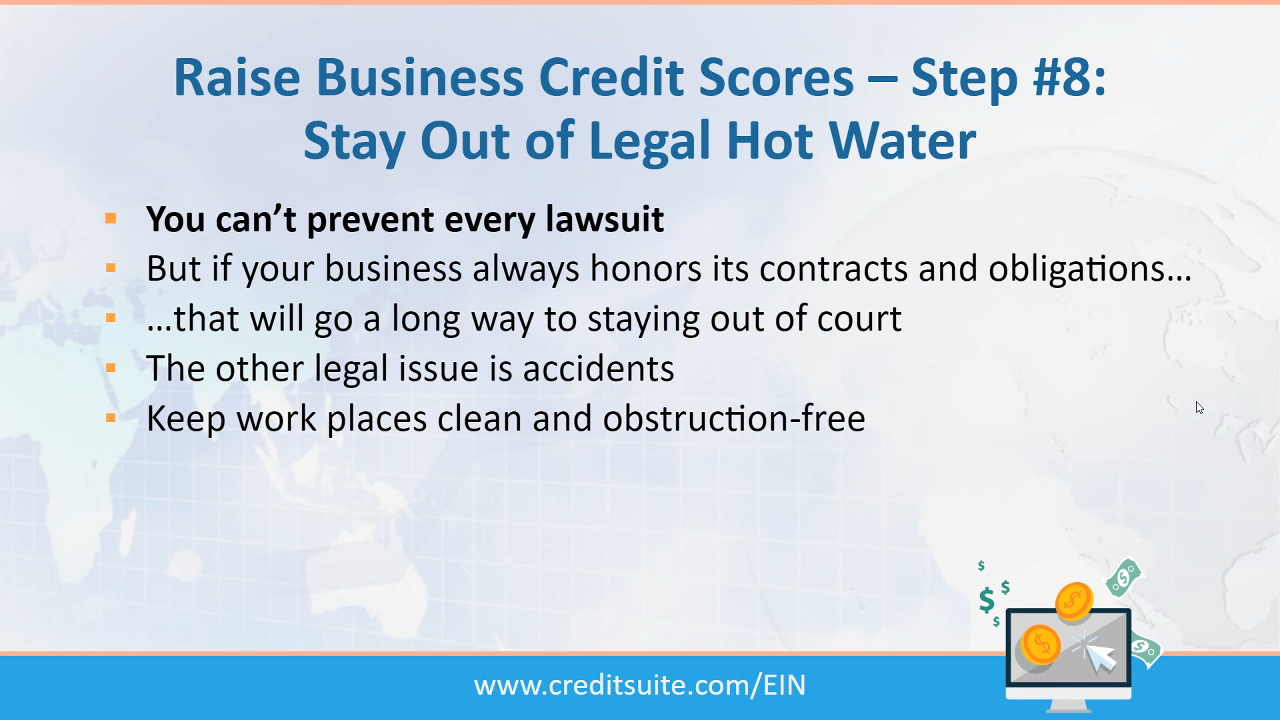 Raise Business Credit Scores – Step #8:
Stay Out of Legal Hot Water
▪ You can’t prevent every lawsuit
▪ But if your business always honors its contracts and obligations…
▪ …that will go a long way to staying out of court
▪ The other legal issue is accidents
▪ Keep work places clean and obstruction-free
www.creditsuite.com/EIN